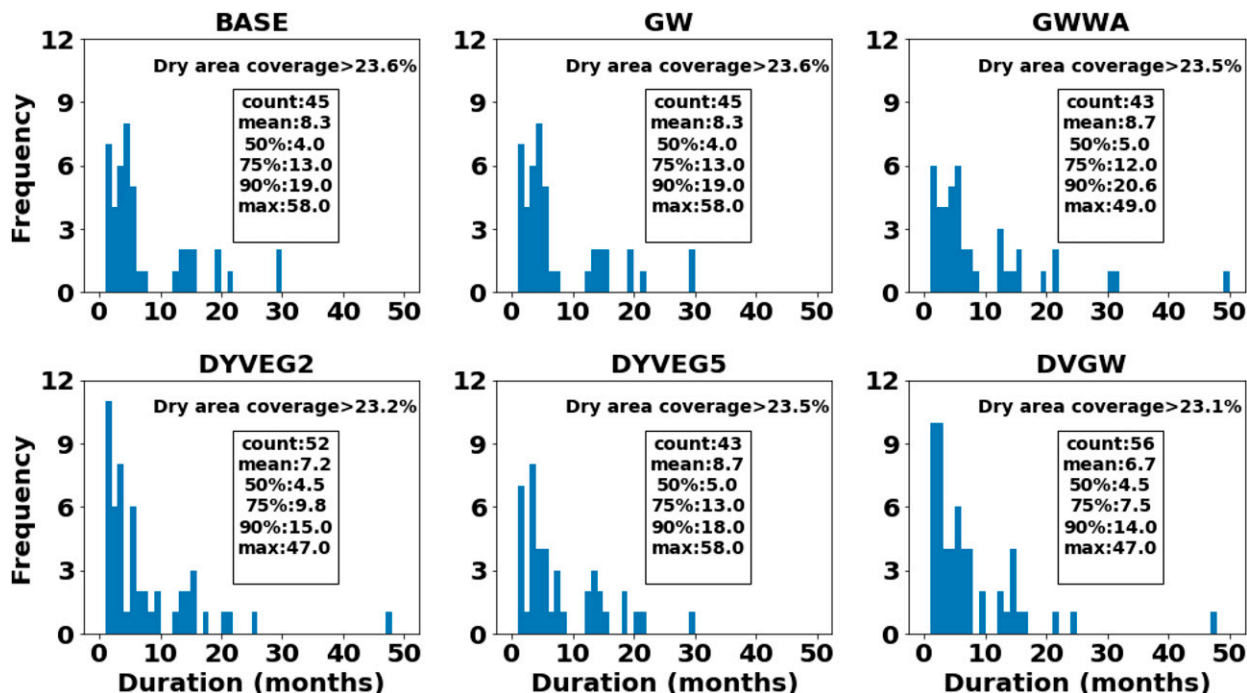 BASE
12
9
6
3
0
Frequency
Dry area coverage>23.6%
count:45
mean:8.3
50%:4.0
75%:13.0
90%:19.0
max:58.0
0 10 20 30 40 50
GW
12
9
6
3
0
Dry area coverage>23.6%
count:45
mean:8.3
50%:4.0
75%:13.0
90%:19.0
max:58.0
0 10 20 30 40 50
GWWA
12
9
6
3
0
Dry area coverage>23.5%
count:43
mean:8.7
50%:5.0
75%:12.0
90%:20.6
max:49.0
0 10 20 30 40 50
DYVEG2
12
9
6
3
0
Frequency
Dry area coverage>23.2%
count:52
mean:7.2
50%:4.5
75%:9.8
90%:15.0
max:47.0
0 10 20 30 40 50
Duration (months)
DYVEG5
12
9
6
3
0
Dry area coverage>23.5%
count:43
mean:8.7
50%:5.0
75%:13.0
90%:18.0
max:58.0
0 10 20 30 40 50
Duration (months)
DVGW
12
9
6
3
0
Dry area coverage>23.1%
count:56
mean:6.7
50%:4.5
75%:7.5
90%:14.0
max:47.0
0 10 20 30 40 50
Duration (months)